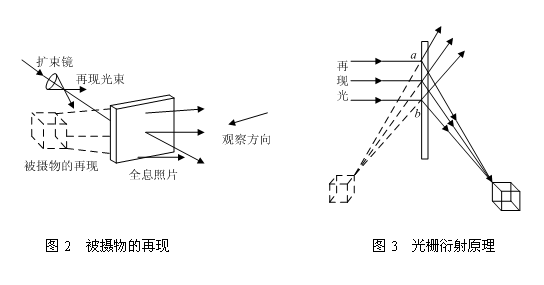 扩束镜
再现光束
观察方向
被摄物的再现
全息照片
图 2 被摄物的再现
a
再
现
光
b
图 3 光栅衍射原理